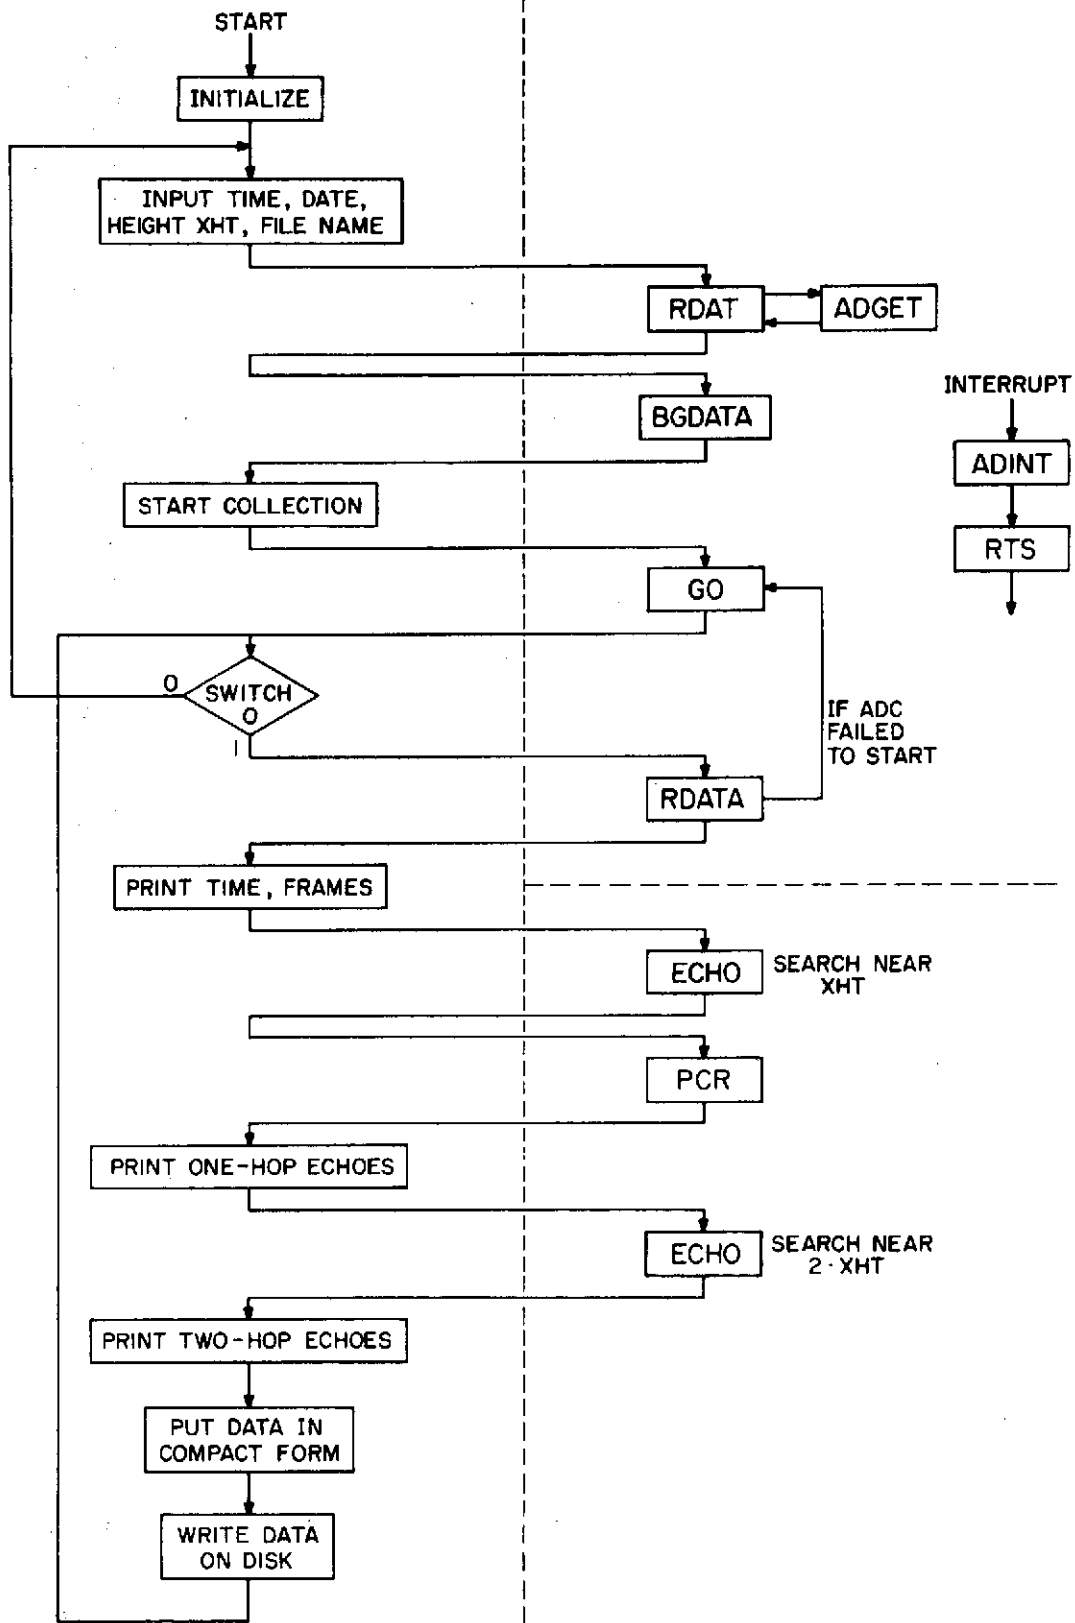 START
INITIALIZE
INPUT TIME, DATE,
HEIGHT XHT, FILE NAME
RDAT
ADGET
BGDATA
INTERRUPT
ADINT
RTS
START COLLECTION
GO
0
SWITCH
0
1
IF ADC
FAILED
TO START
RDATA
PRINT TIME, FRAMES
ECHO
SEARCH NEAR
XHT
PCR
PRINT ONE-HOP ECHOES
ECHO
SEARCH NEAR
2·XHT
PRINT TWO-HOP ECHOES
PUT DATA IN
COMPACT FORM
WRITE DATA
ON DISK